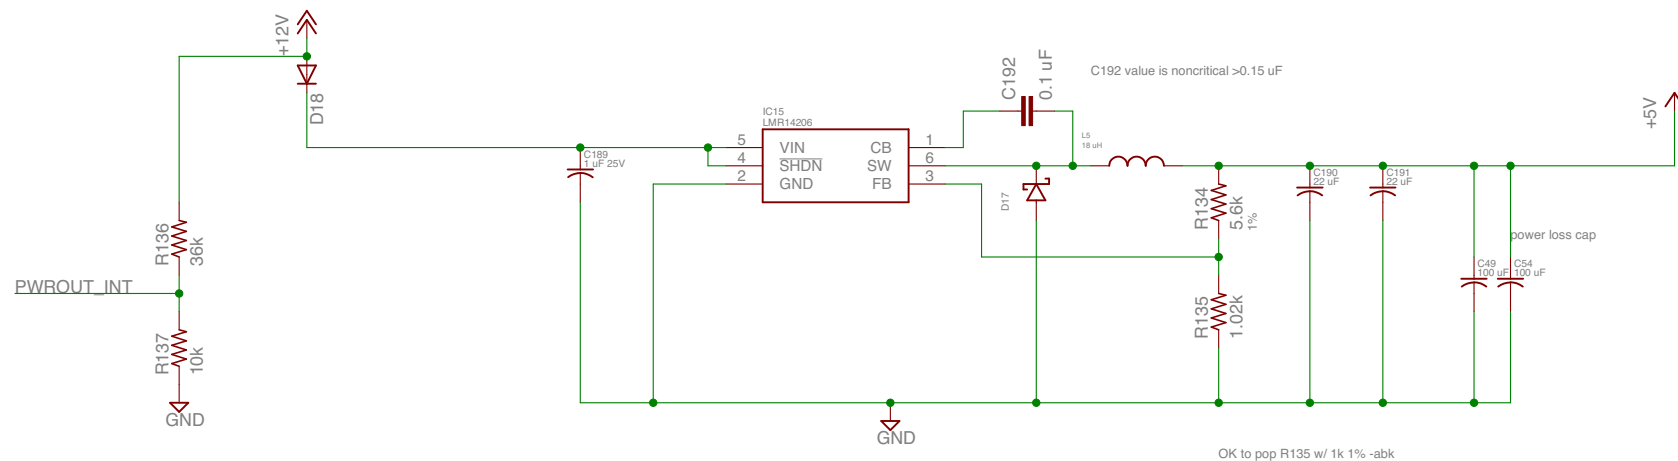 +12V
D18
R136
36k
PWROUT_INT
R137
10k
GND
C189
1 uF 25V
IC15
LMR14206
5
4
2
VIN
SHDN
GND
CB
SW
FB
1
6
3
C192
0.1 uF
C192 value is noncritical >0.15 uF
D17
L5
18 uH
R134
5.6k
1%
R135
1.02k
C190
22 uF
C191
22 uF
power loss cap
C49
100 uF
C54
100 uF
+5V
GND
OK to pop R135 w/ 1k 1% -abk